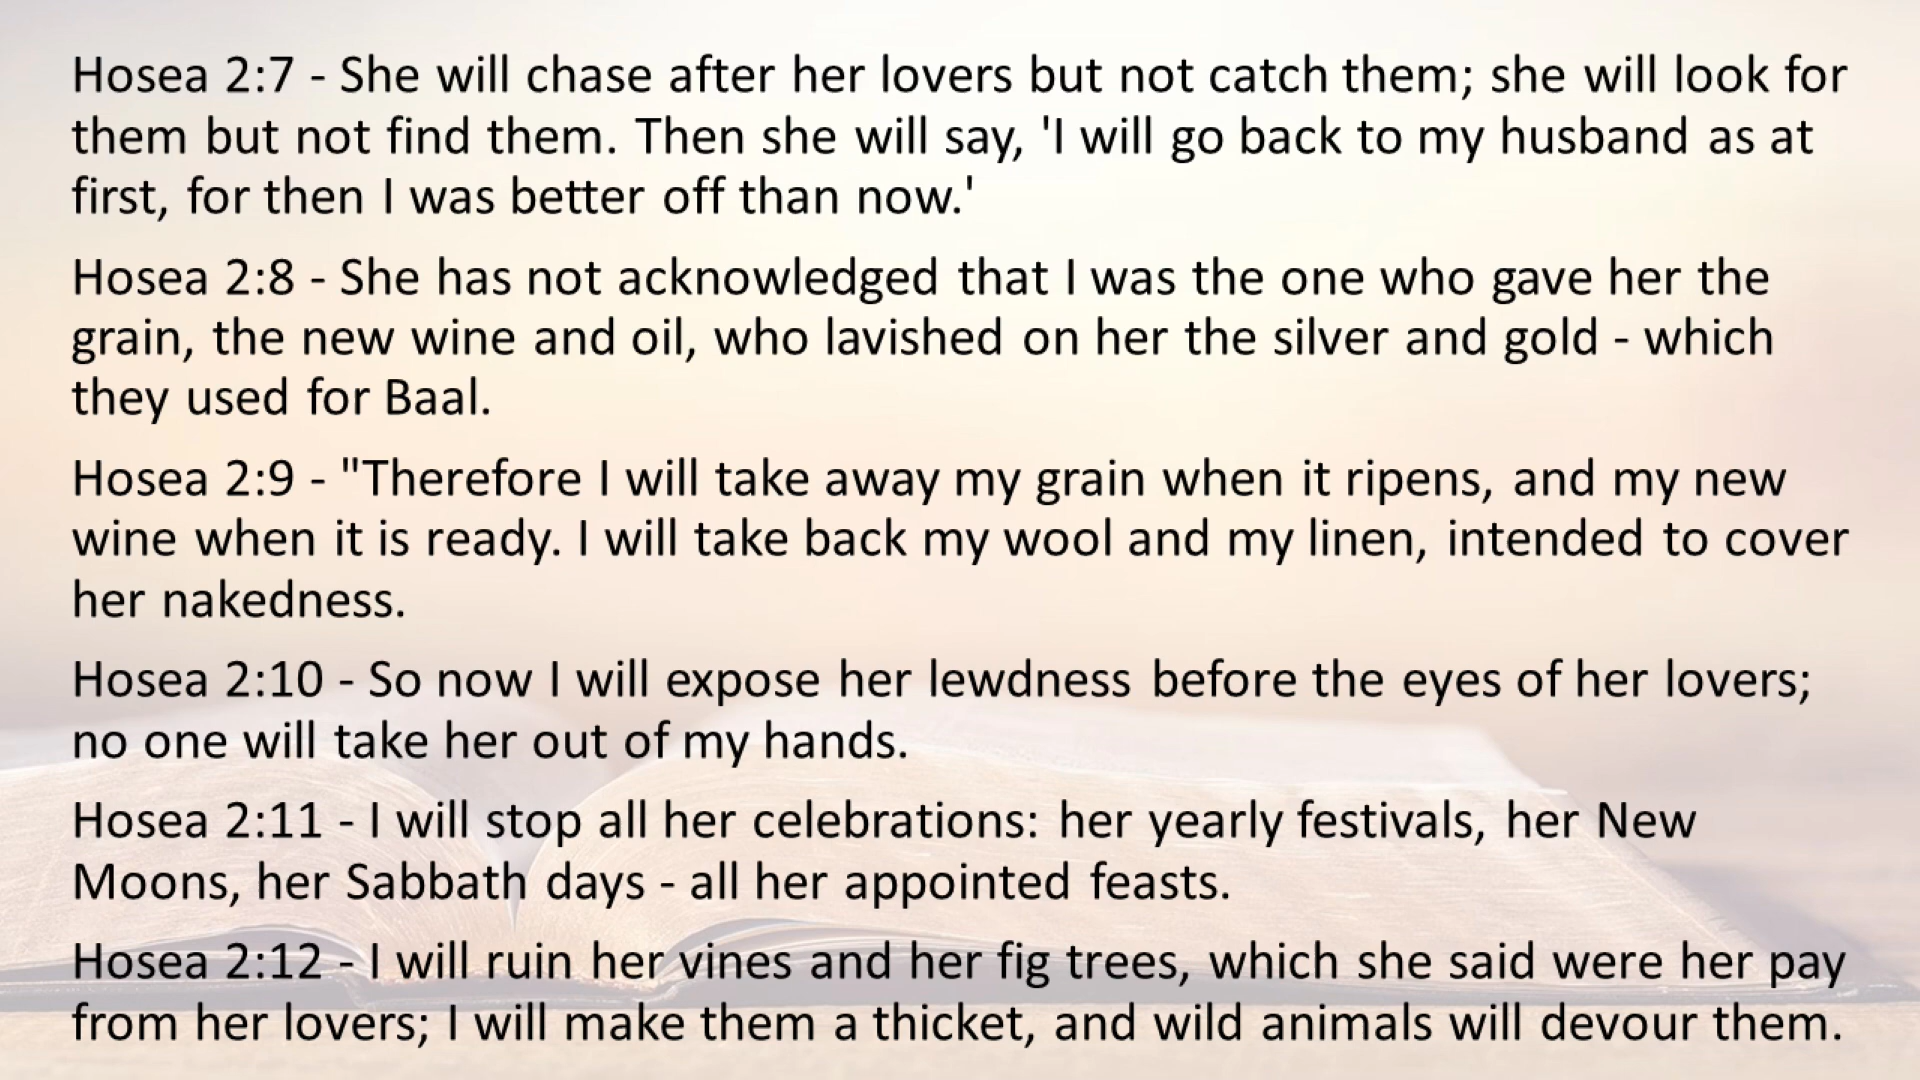 Hosea 2:7 - She will chase after her lovers but not catch them; she will look for
them but not find them. Then she will say, 'I will go back to my husband as at
first, for then I was better off than now.'
Hosea 2:8 - She has not acknowledged that I was the one who gave her the
grain, the new wine and oil, who lavished on her the silver and gold - which
they used for Baal.
Hosea 2:9 - "Therefore I will take away my grain when it ripens, and my new
wine when it is ready. I will take back my wool and my linen, intended to cover
her nakedness.
Hosea 2:10 - So now I will expose her lewdness before the eyes of her lovers;
no one will take her out of my hands.
Hosea 2:11 - I will stop all her celebrations: her yearly festivals, her New
Moons, her Sabbath days - all her appointed feasts.
Hosea 2:12 - I will ruin her vines and her fig trees, which she said were her pay
from her lovers; I will make them a thicket, and wild animals will devour them.